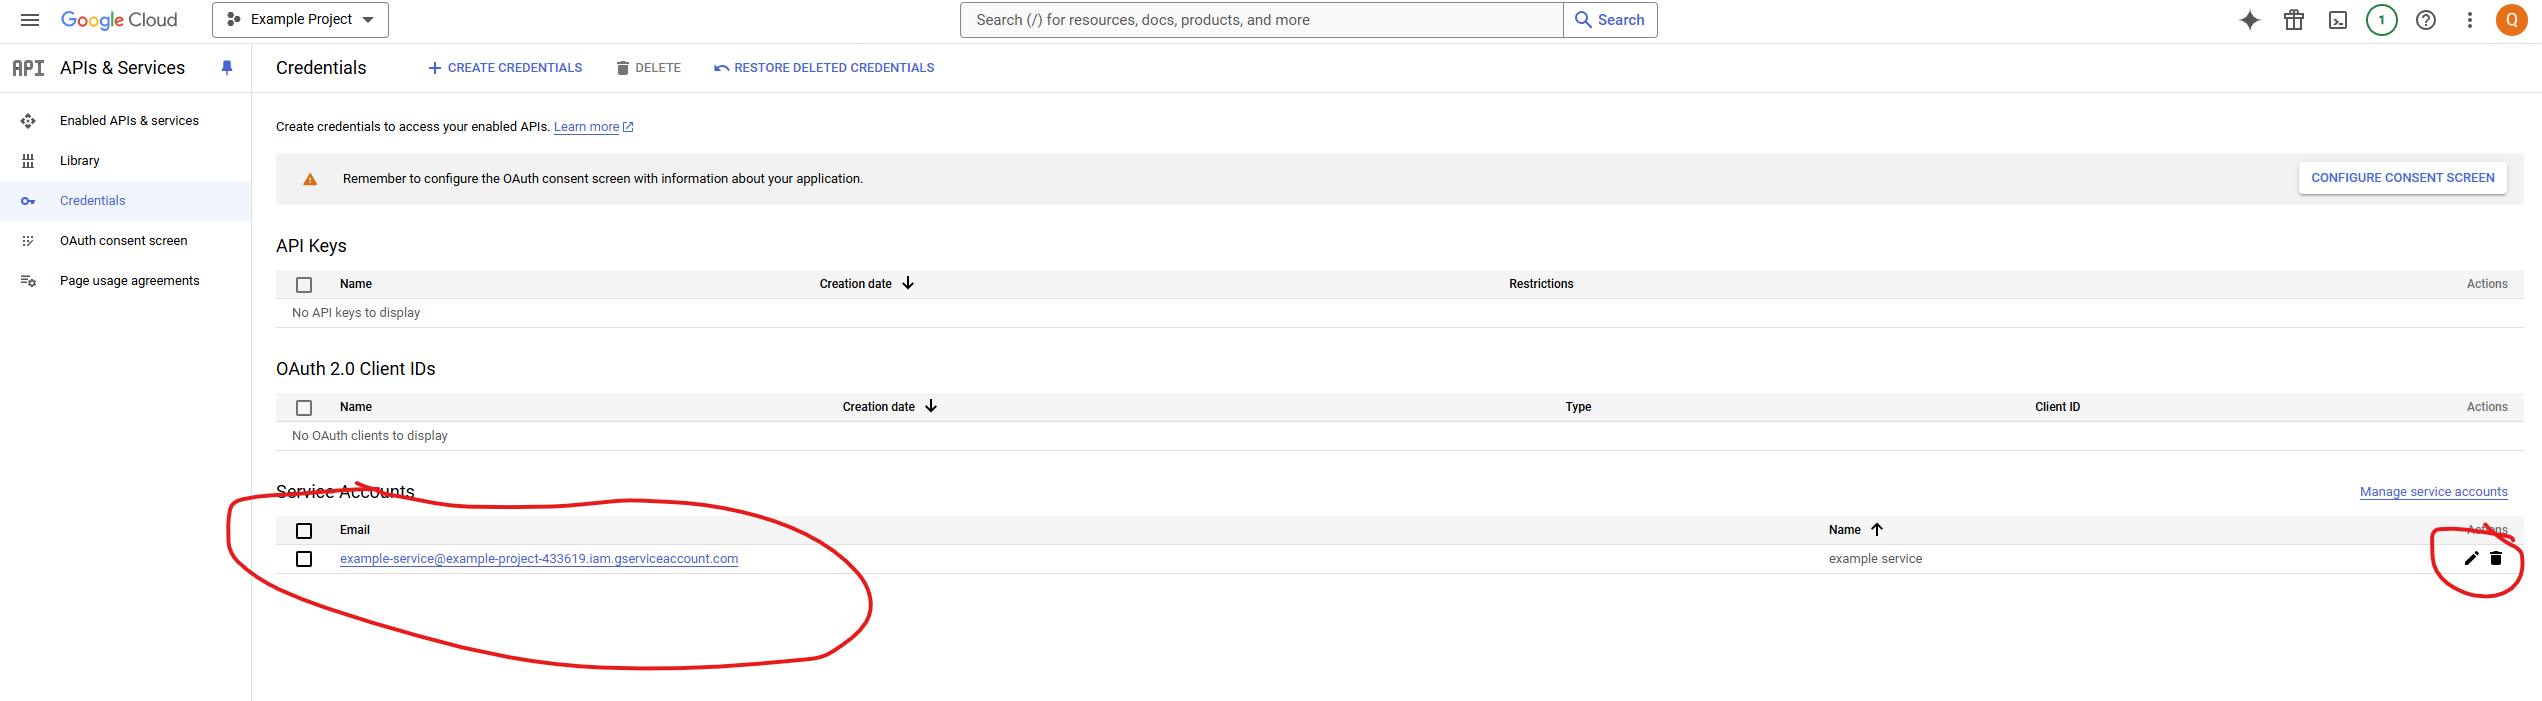 Google Cloud Example Project Search (/) for resources, docs, products, and more Search 1 Q
API APIs & Services Credentials CREATE CREDENTIALS DELETE RESTORE DELETED CREDENTIALS
Enabled APIs & services
Library
Credentials
OAuth consent screen
Page usage agreements
Create credentials to access your enabled APIs. Learn more
Remember to configure the OAuth consent screen with information about your application. CONFIGURE CONSENT SCREEN
API Keys
Name Creation date Restrictions Actions
No API keys to display
OAuth 2.0 Client IDs
Name Creation date Type Client ID Actions
No OAuth clients to display
Service Accounts Manage service accounts
Email Name Actions
example-service@example-project-433619.iam.gserviceaccount.com example service